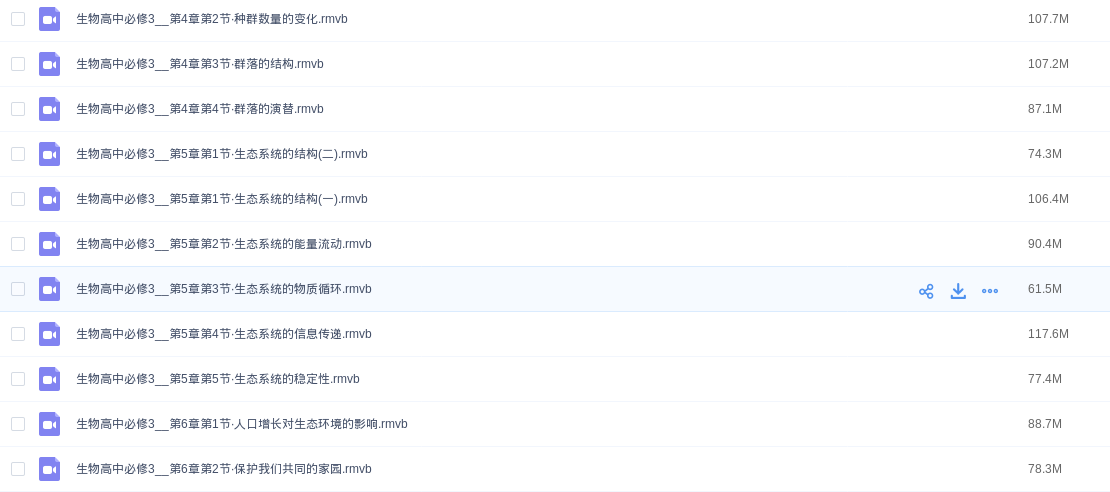 生物高中必修3__第4章第2节·种群数量的变化.rmvb 107.7M
生物高中必修3__第4章第3节·群落的结构.rmvb 107.2M
生物高中必修3__第4章第4节·群落的演替.rmvb 87.1M
生物高中必修3__第5章第1节·生态系统的结构(二).rmvb 74.3M
生物高中必修3__第5章第1节·生态系统的结构(一).rmvb 106.4M
生物高中必修3__第5章第2节·生态系统的能量流动.rmvb 90.4M
生物高中必修3__第5章第3节·生态系统的物质循环.rmvb 61.5M
生物高中必修3__第5章第4节·生态系统的信息传递.rmvb 117.6M
生物高中必修3__第5章第5节·生态系统的稳定性.rmvb 77.4M
生物高中必修3__第6章第1节·人口增长对生态环境的影响.rmvb 88.7M
生物高中必修3__第6章第2节·保护我们共同的家园.rmvb 78.3M